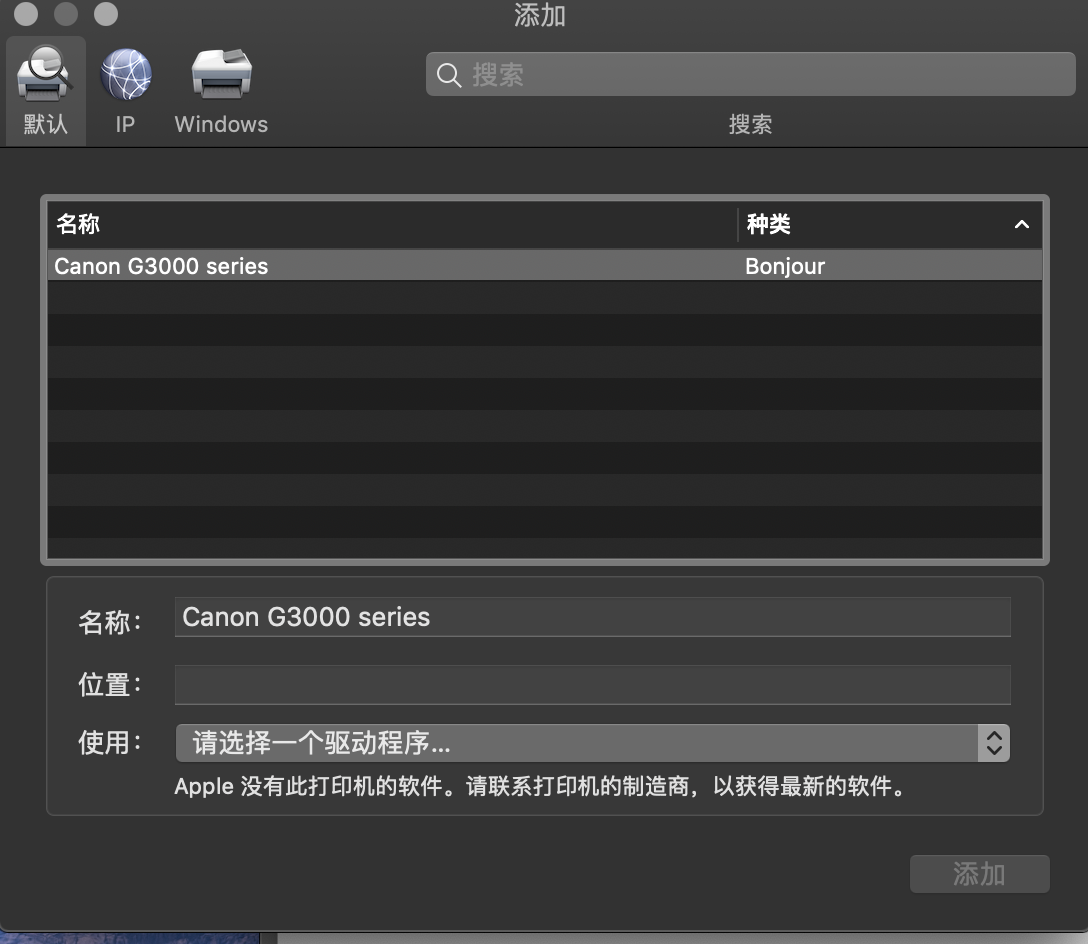 添加
默认
IP
Windows
搜索
搜索
名称
种类
Canon G3000 series
Bonjour
名称：
Canon G3000 series
位置：
使用：
请选择一个驱动程序...
Apple 没有此打印机的软件。请联系打印机的制造商，以获得最新的软件。
添加